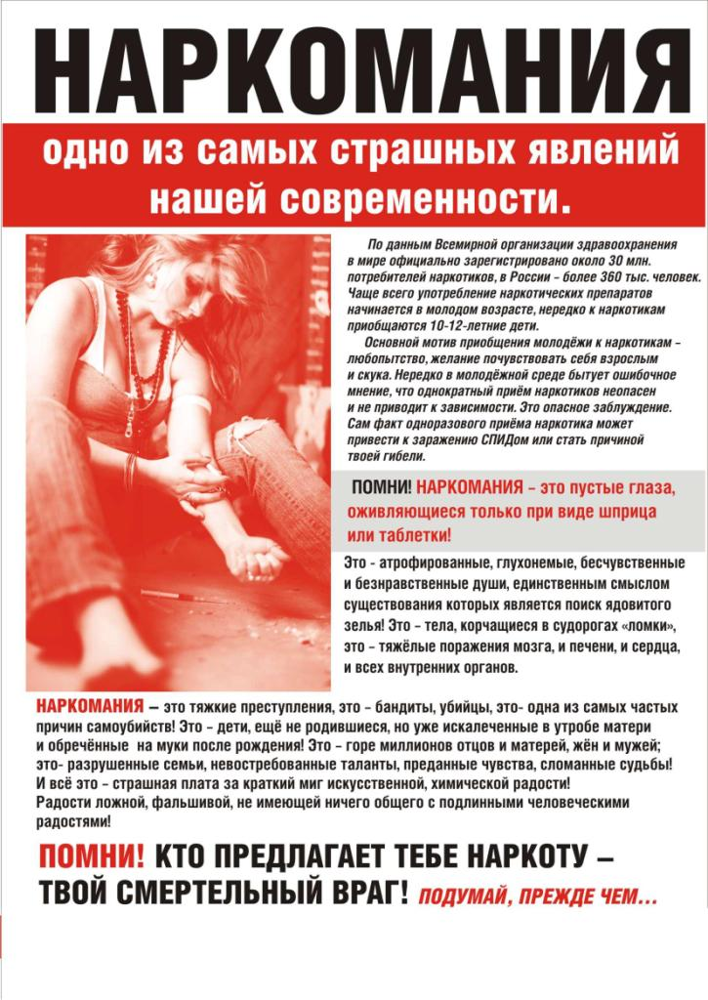 НАРКОМАНИЯ
одно из самых страшных явлений
нашей современности.
По данным Всемирной организации здравоохранения
в мире официально зарегистрировано около 30 млн.
потребителей наркотиков, в России – более 360 тыс. человек.
Чаще всего употребление наркотических препаратов
начинается в молодом возрасте, нередко к наркотикам
приобщаются 10-12-летние дети.
Основной мотив приобщения молодёжи к наркотикам –
любопытство, желание почувствовать себя взрослым
и скука. Нередко в молодёжной среде бытует ошибочное
мнение, что однократный приём наркотиков неопасен
и не приводит к зависимости. Это опасное заблуждение.
Сам факт одноразового приёма наркотика может
привести к заражению СПИДом или стать причиной
твоей гибели.
ПОМНИ! НАРКОМАНИЯ – это пустые глаза,
оживляющиеся только при виде шприца
или таблетки!
Это - атрофированные, глухонемые, бесчувственные
и безнравственные души, единственным смыслом
существования которых является поиск ядовитого
зелья! Это – тела, корчащиеся в судорогах «ломки»,
это – тяжёлые поражения мозга, и печени, и сердца,
и всех внутренних органов.
НАРКОМАНИЯ – это тяжкие преступления, это – бандиты, убийцы, это- одна из самых частых
причин самоубийств! Это – дети, ещё не родившиеся, но уже искалеченные в утробе матери
и обречённые на муки после рождения! Это – горе миллионов отцов и матерей, жён и мужей;
это- разрушенные семьи, невостребованные таланты, преданные чувства, сломанные судьбы!
И всё это – страшная плата за краткий миг искусственной, химической радости!
Радости ложной, фальшивой, не имеющей ничего общего с подлинными человеческими
радостями!
ПОМНИ! КТО ПРЕДЛАГАЕТ ТЕБЕ НАРКОТУ –
ТВОЙ СМЕРТЕЛЬНЫЙ ВРАГ! ПОДУМАЙ, ПРЕЖДЕ ЧЕМ...